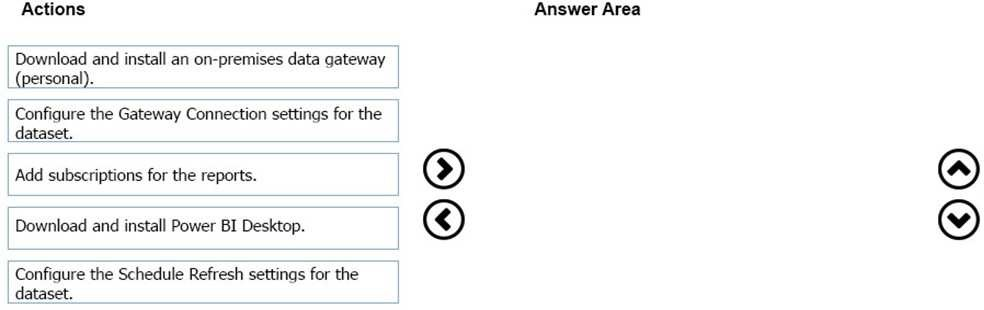 Actions
Answer Area
Download and install an on-premises data gateway
(personal).
Configure the Gateway Connection settings for the
dataset.
Add subscriptions for the reports.
Download and install Power BI Desktop.
Configure the Schedule Refresh settings for the
dataset.